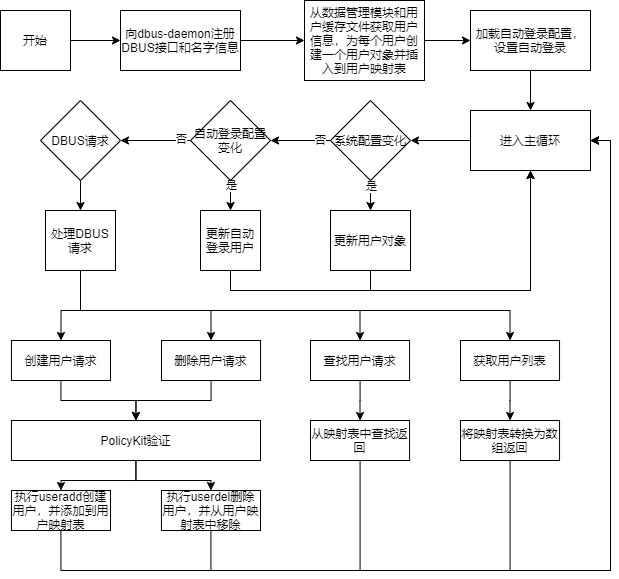 开始
向dbus-daemon注册
DBUS接口和名字信息
从数据管理模块和用
户缓存文件获取用户
信息，为每个用户创
建一个用户对象并插
入到用户映射表
加载自动登录配置，
设置自动登录
DBUS请求
否
自动登录配置
变化
否
系统配置变化
进入主循环
是
是
处理DBUS
请求
更新自动
登录用户
更新用户对象
创建用户请求
删除用户请求
查找用户请求
获取用户列表
PolicyKit验证
从映射表中查找返
回
将映射表转换为数
组返回
执行useradd创建
用户，并添加到用
户映射表
执行userdel删除
用户，并从用户映
射表中移除